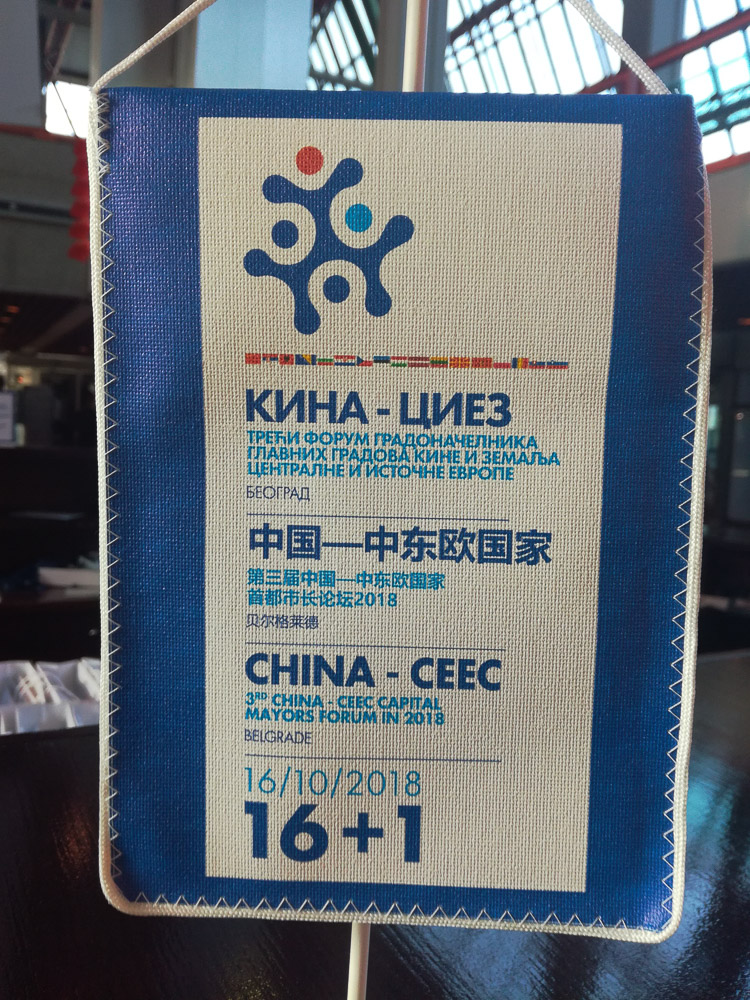 КИНА - ЦИЕЗ
ТРЕЋИ ФОРУМ ГРАДОНАЧЕЛНИКА
ГЛАВНИХ ГРАДОВА КИНЕ И ЗЕМАЉА
ЦЕНТРАЛНЕ И ИСТОЧНЕ ЕВРОПЕ
БЕОГРАД
中国—中东欧国家
第三届中国—中东欧国家
首都市长论坛2018
贝尔格莱德
CHINA - CEEC
3RD CHINA - CEEC CAPITAL
MAYORS FORUM IN 2018
BELGRADE
16/10/2018
16+1